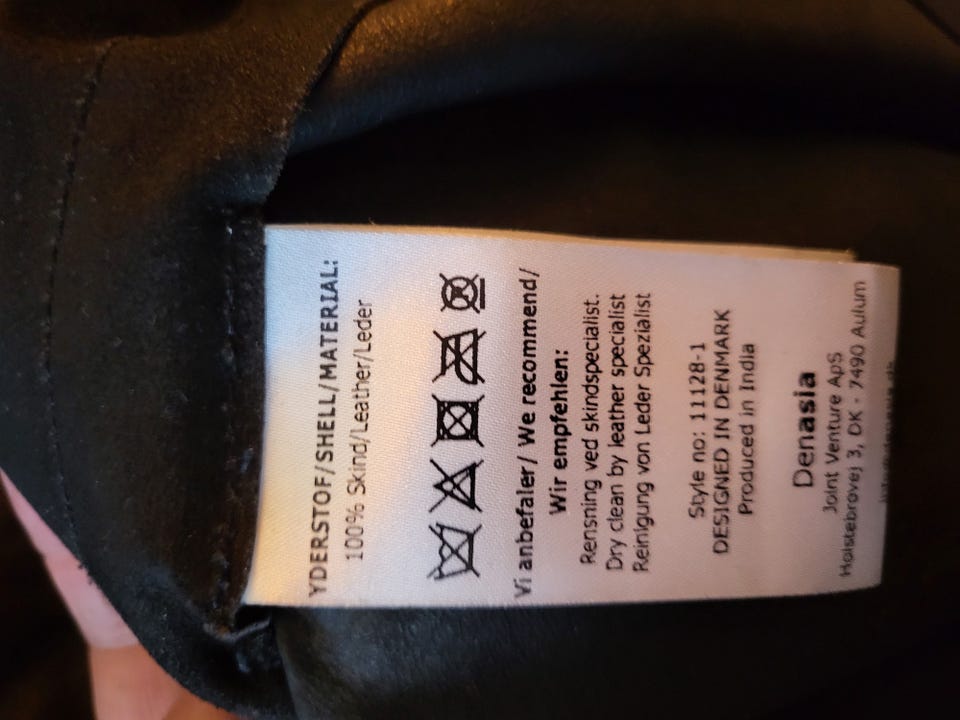 YDERSTOF/SHELL/MATERIAL:
100% Skind/Leather/Leder
Vi anbefaler/ We recommend/
Wir empfehlen:
Rensning ved skindspecialist.
Dry clean by leather specialist
Reinigung von Leder Spezialist
Style no: 11128-1
DESIGNED IN DENMARK
Produced in India
Denasia
Joint Venture ApS
Holstebrovej 3, DK - 7490 Aulum